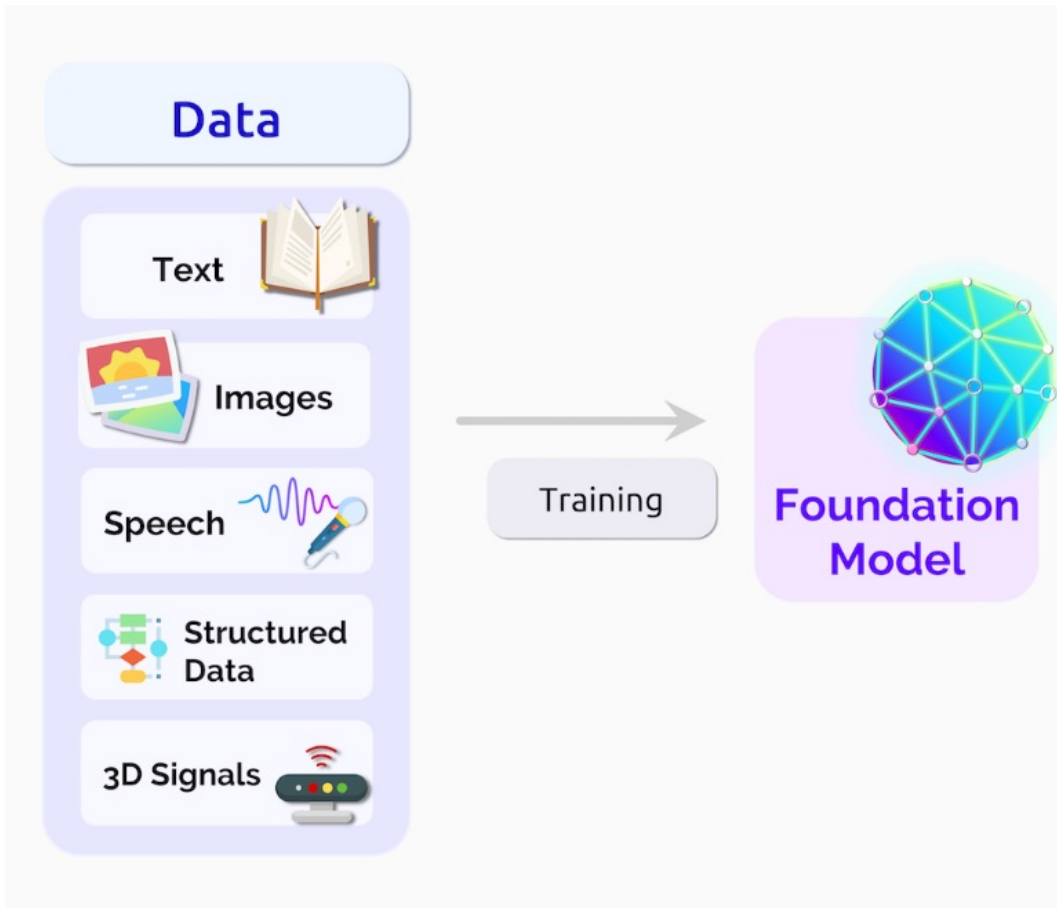 Data
Text
Images
Speech
Structured
Data
3D Signals
Training
Foundation
Model